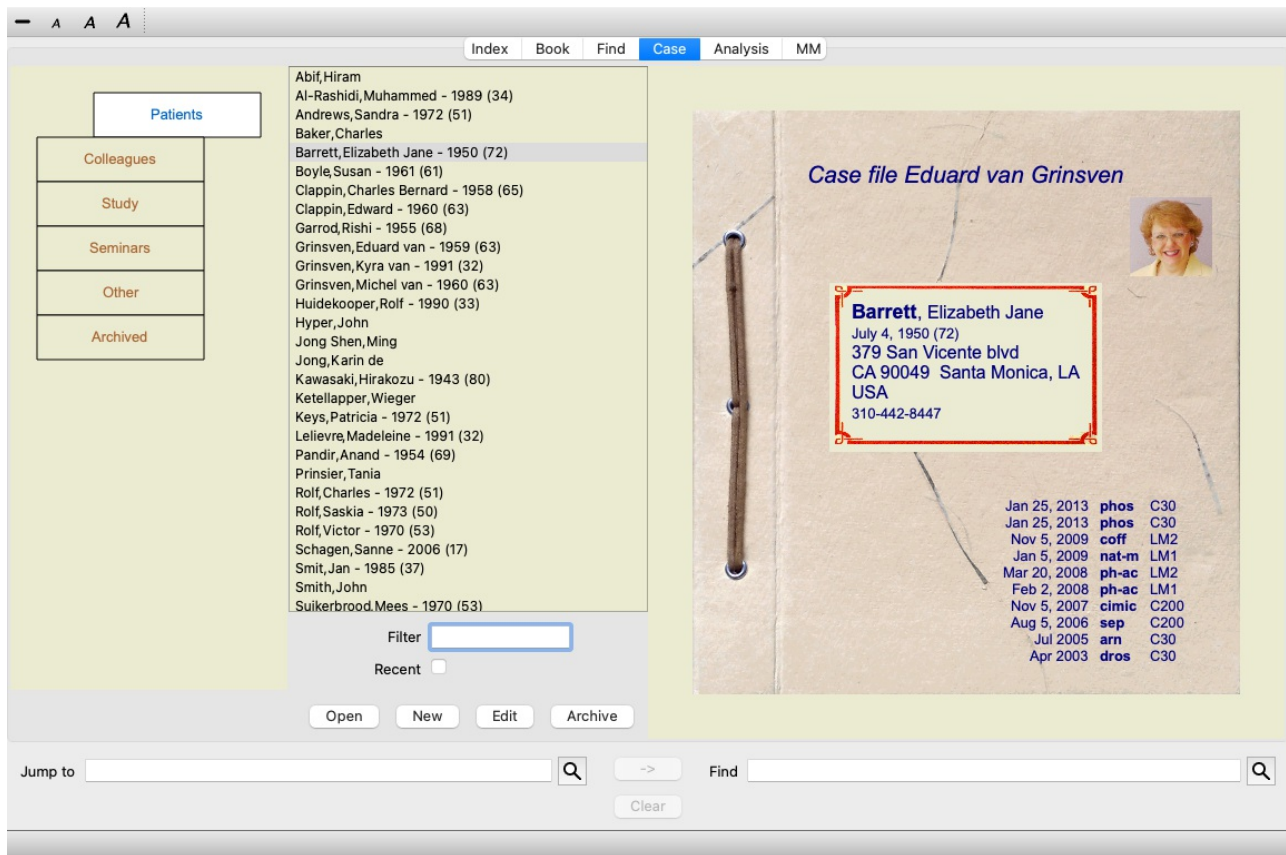 A A A
Index Book Find Case Analysis MM
Patients
Colleagues
Study
Seminars
Other
Archived
Abif,Hiram
Al-Rashidi,Muhammed - 1989 (34)
Andrews,Sandra - 1972 (51)
Baker,Charles
Barrett,Elizabeth Jane - 1950 (72)
Boyle,Susan - 1961 (61)
Clappin,Charles Bernard - 1958 (65)
Clappin,Edward - 1960 (63)
Garrod,Rishi - 1955 (68)
Grinsven,Eduard van - 1959 (63)
Grinsven,Kyra van - 1991 (32)
Grinsven,Michel van - 1960 (63)
Huidekooper,Rolf - 1990 (33)
Hyper,John
Jong Shen,Ming
Jong,Karin de
Kawasaki,Hirakozu - 1943 (80)
Ketellapper,Wieger
Keys,Patricia - 1972 (51)
Lelievre,Madeleine - 1991 (32)
Pandir,Anand - 1954 (69)
Prinsier,Tania
Rolf,Charles - 1972 (51)
Rolf,Saskia - 1973 (50)
Rolf,Victor - 1970 (53)
Schagen,Sanne - 2006 (17)
Smit,Jan - 1985 (37)
Smith,John
Suikerbrood,Mees - 1970 (53)
Filter
Recent
Open New Edit Archive
Case file Eduard van Grinsven
Barrett, Elizabeth Jane
July 4, 1950 (72)
379 San Vicente blvd
CA 90049 Santa Monica, LA
USA
310-442-8447
Jan 25, 2013 phos C30
Jan 25, 2013 phos C30
Nov 5, 2009 coff LM2
Jan 5, 2009 nat-m LM1
Mar 20, 2008 ph-ac LM2
Feb 2, 2008 ph-ac LM1
Nov 5, 2007 cimic C200
Aug 5, 2006 sep C200
Jul 2005 arn C30
Apr 2003 dros C30
Jump to -> Find
Clear